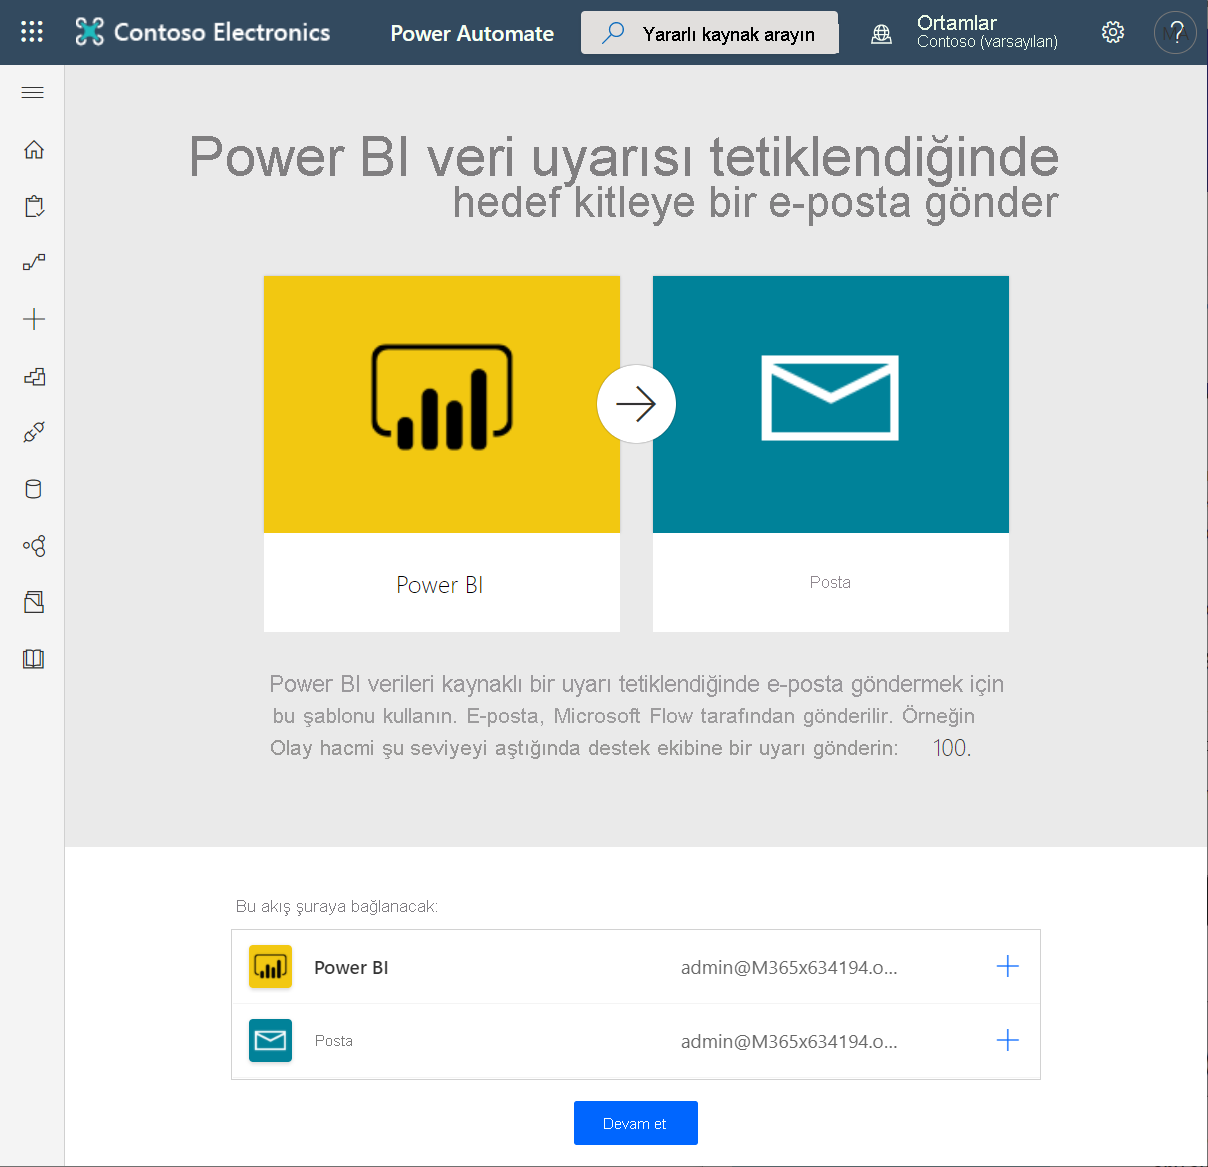 Contoso Electronics
Power Automate
Yararlı kaynak arayın
Ortamlar
Contoso (varsayılan)
?
Power BI veri uyarısı tetiklendiğinde
hedef kitleye bir e-posta gönder
Power BI
Posta
Power BI verileri kaynaklı bir uyarı tetiklendiğinde e-posta göndermek için
bu şablonu kullanın. E-posta, Microsoft Flow tarafından gönderilir. Örneğin
Olay hacmi şu seviyeyi aştığında destek ekibine bir uyarı gönderin: 100.
Bu akış şuraya bağlanacak:
Power BI admin@M365x634194.o...
Posta admin@M365x634194.o...
Devam et